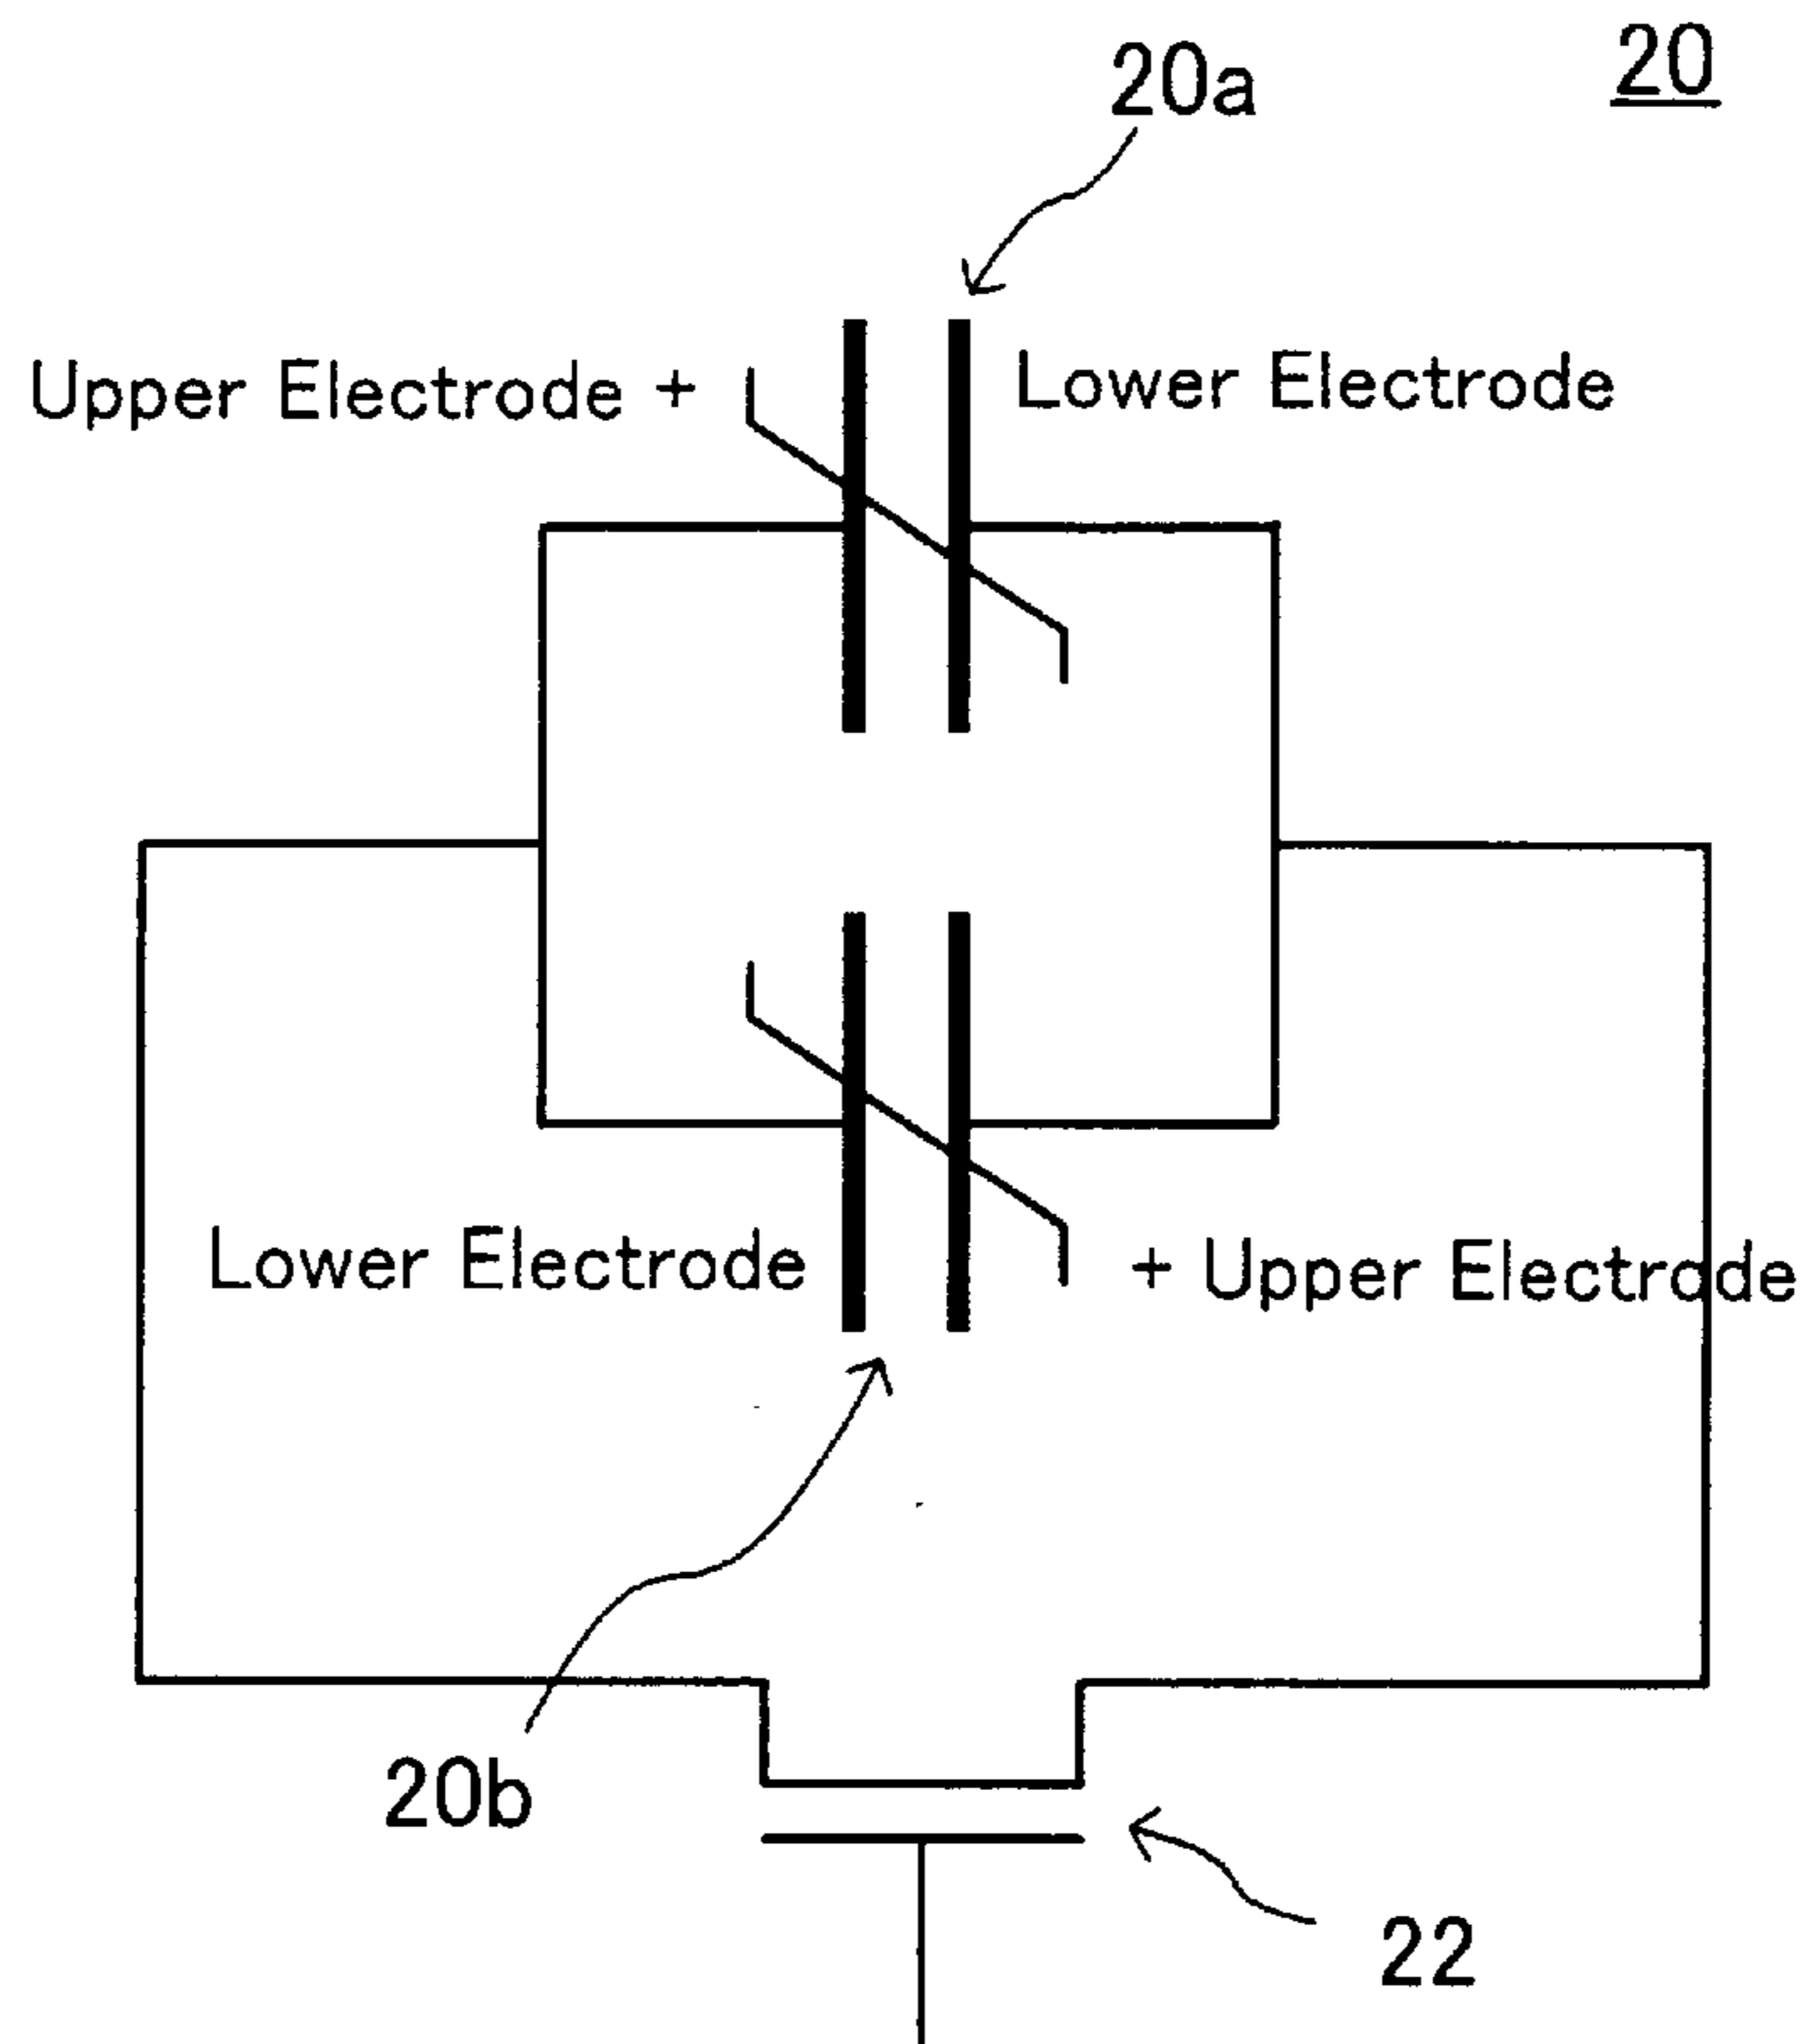 20
20a
Upper Electrode + Lower Electrode
Lower Electrode + Upper Electrode
20b
22